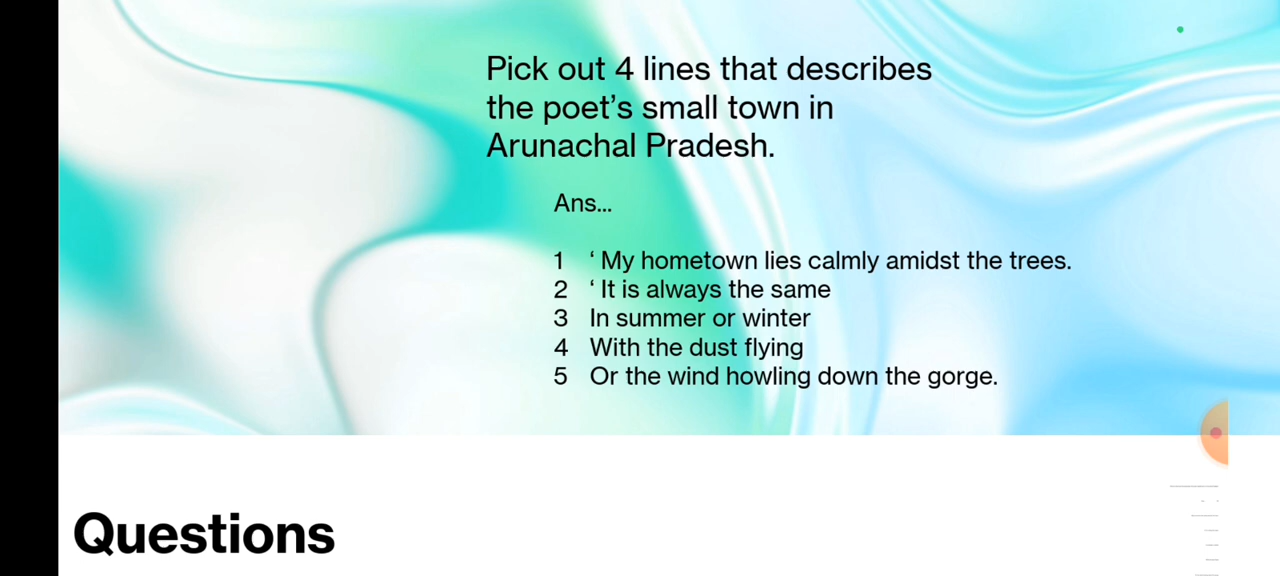 Pick out 4 lines that describes
the poet’s small town in
Arunachal Pradesh.
Ans...
1 ‘ My hometown lies calmly amidst the trees.
2 ‘ It is always the same
3 In summer or winter
4 With the dust flying
5 Or the wind howling down the gorge.
Questions